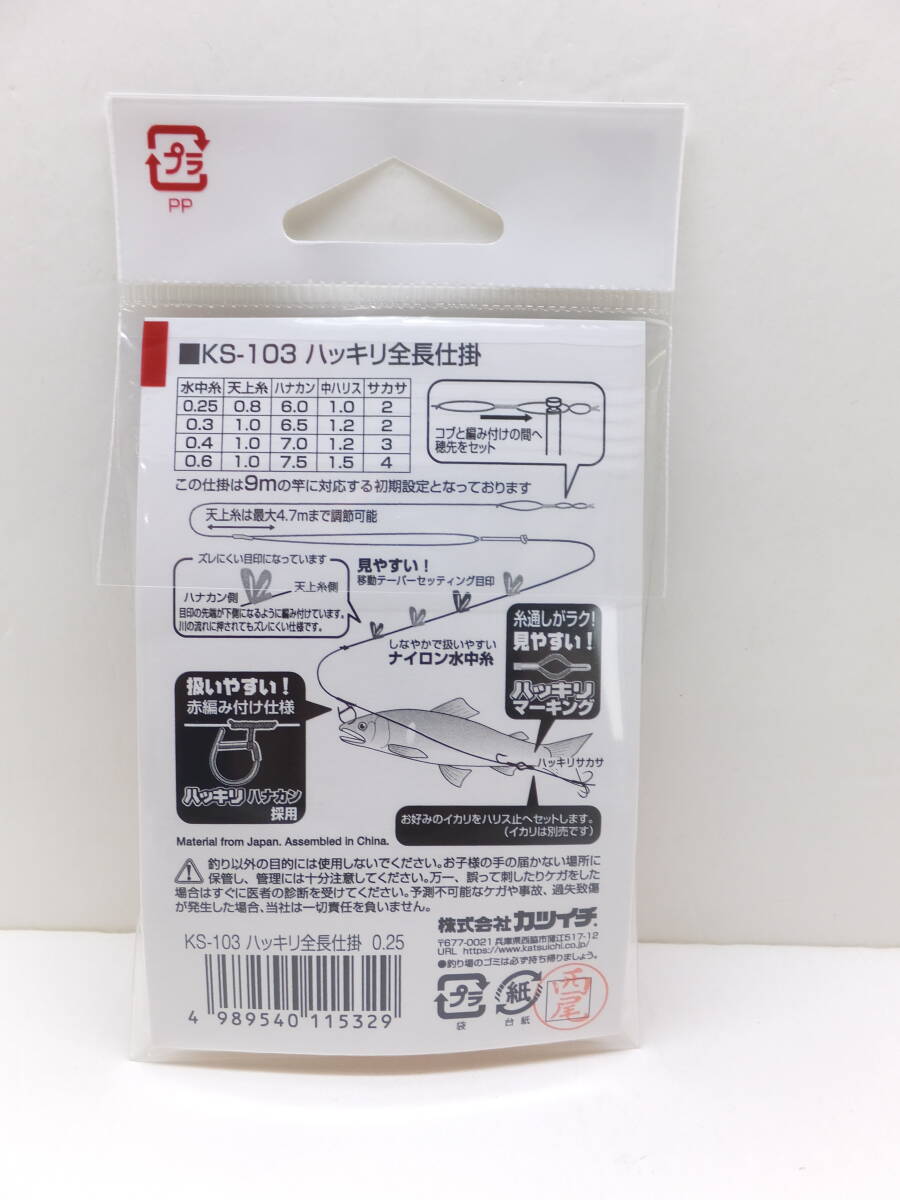 プラ
PP
■KS-103 ハッキリ全長仕掛
水中糸 天上糸 ハナカン 中ハリス サカサ
0.25 0.8 6.0 1.0 2
0.3 1.0 6.5 1.2 2
0.4 1.0 7.0 1.2 3
0.6 1.0 7.5 1.5 4
コブと編み付けの間へ
穂先をセット
この仕掛は9mの竿に対応する初期設定となっております
天上糸は最大4.7mまで調節可能
ズレにくい目印になっています
ハナカン側
天上糸側
目印の先端が下側になるように編み付けています。
川の流れに押されてもズレにくい仕様です。
見やすい！
移動テーパーセッティング目印
しなやかで扱いやすい
ナイロン水中糸
糸通しがラク！
見やすい！
ハッキリ
マーキング
扱いやすい！
赤編み付け仕様
ハッキリ ハナカン
採用
ハッキリサカサ
お好みのイカリをハリス止へセットします。
（イカリは別売です）
Material from Japan. Assembled in China.
釣り以外の目的には使用しないでください。お子様の手の届かない場所に
保管し、管理には十分注意してください。万一、誤って刺したりケガをした
場合はすぐに医者の診断を受けてください。予測不可能なケガや事故、過失致傷
が発生した場合、当社は一切責任を負いません。
株式会社カツイチ
〒677-0021 兵庫県西脇市蒲江517-12
URL https://www.katsuichi.co.jp/
●釣り場のゴミは必ず持ち帰りましょう。
KS-103 ハッキリ全長仕掛 0.25
4 989540 115329
プラ
袋
紙
台紙
西尾